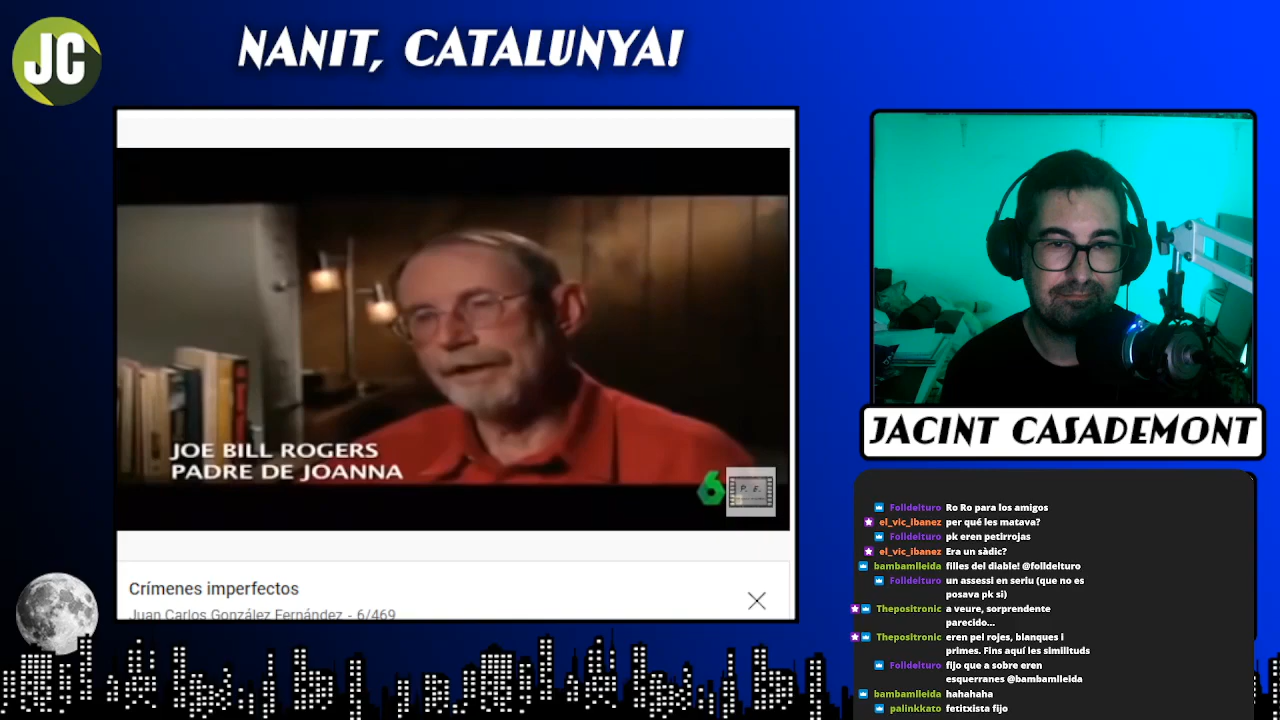 JC
NANIT, CATALUNYA!
JOE BILL ROGERS
PADRE DE JOANNA
6
P. E.
Crímenes imperfectos
Juan Carlos González Fernández - 6/469
JACINT CASADEMONT
Folldelturo Ro Ro para los amigos
el_vic_ibanez per qué les matava?
Folldelturo pk eren petirrojas
el_vic_ibanez Era un sàdic?
bambamlleida filles del diable! @folldelturo
Folldelturo un assessi en seriu (que no es
posava pk si)
Thepositronic a veure, sorprendente
parecido...
Thepositronic eren pel rojes, blanques i
primes. Fins aquí les similituds
Folldelturo fijo que a sobre eren
esquerranes @bambamlleida
bambamlleida hahahaha
palinkkato fetitxista fijo